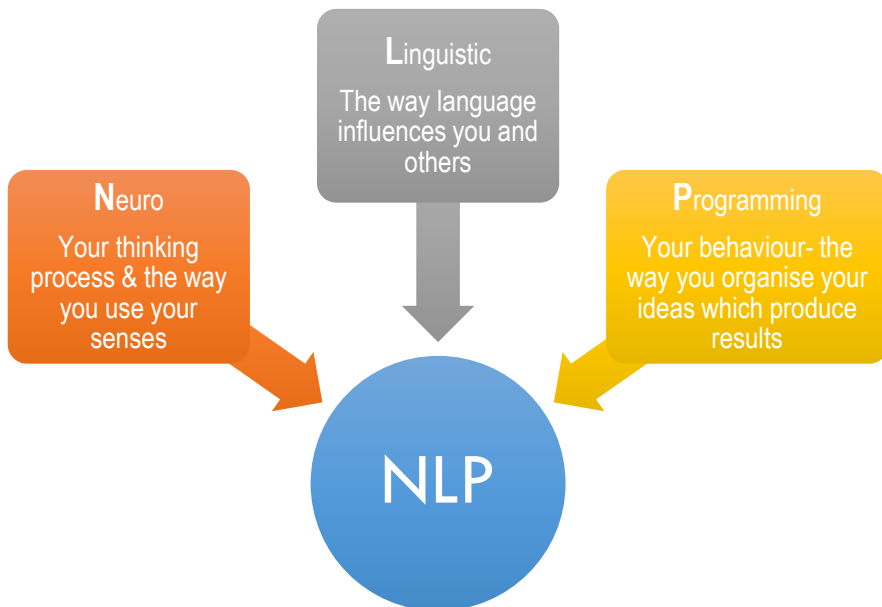 Linguistic
The way language
influences you and
others
Neuro
Your thinking
process & the way
you use your
senses
Programming
Your behaviour- the
way you organise your
ideas which produce
results
NLP